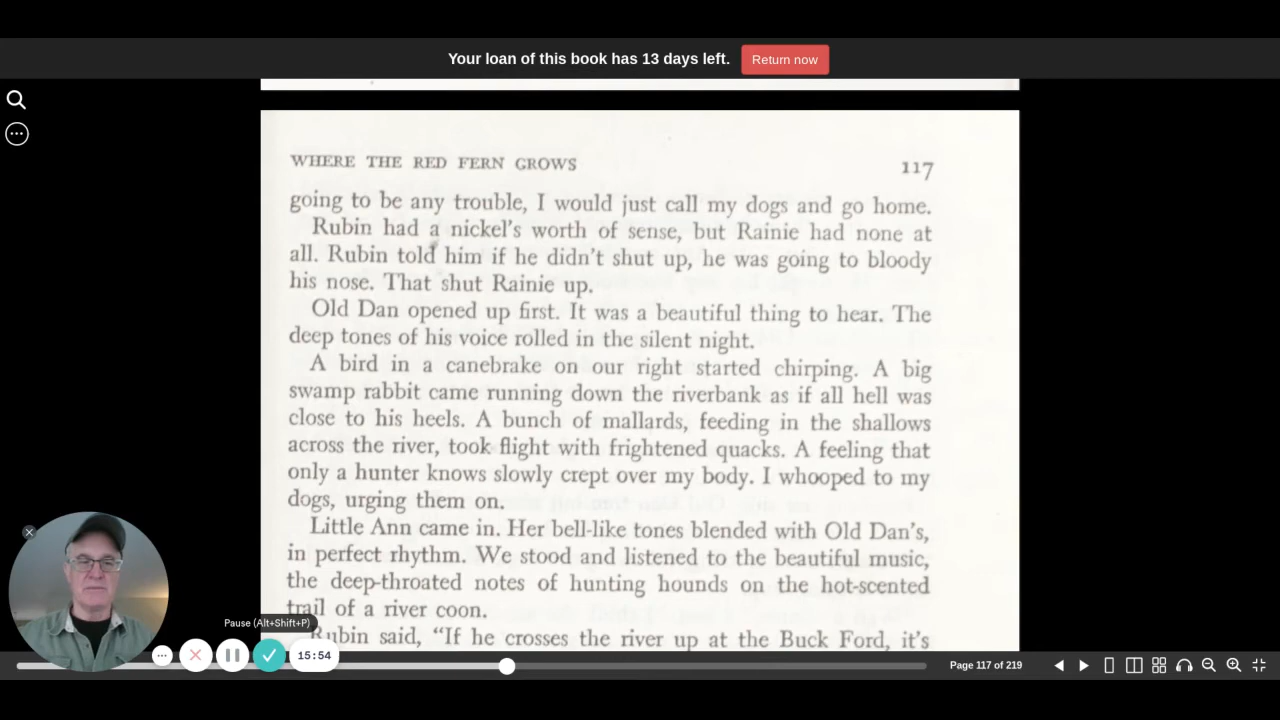 Your loan of this book has 13 days left. Return now
WHERE THE RED FERN GROWS 117
going to be any trouble, I would just call my dogs and go home.
Rubin had a nickel's worth of sense, but Rainie had none at
all. Rubin told him if he didn't shut up, he was going to bloody
his nose. That shut Rainie up.
Old Dan opened up first. It was a beautiful thing to hear. The
deep tones of his voice rolled in the silent night.
A bird in a canebrake on our right started chirping. A big
swamp rabbit came running down the riverbank as if all hell was
close to his heels. A bunch of mallards, feeding in the shallows
across the river, took flight with frightened quacks. A feeling that
only a hunter knows slowly crept over my body. I whooped to my
dogs, urging them on.
Little Ann came in. Her bell-like tones blended with Old Dan's,
in perfect rhythm. We stood and listened to the beautiful music,
the deep-throated notes of hunting hounds on the hot-scented
trail of a river coon.
Rubin said, "If he crosses the river up at the Buck Ford, it's
Pause (Alt+Shift+P)
15:54
Page 117 of 219